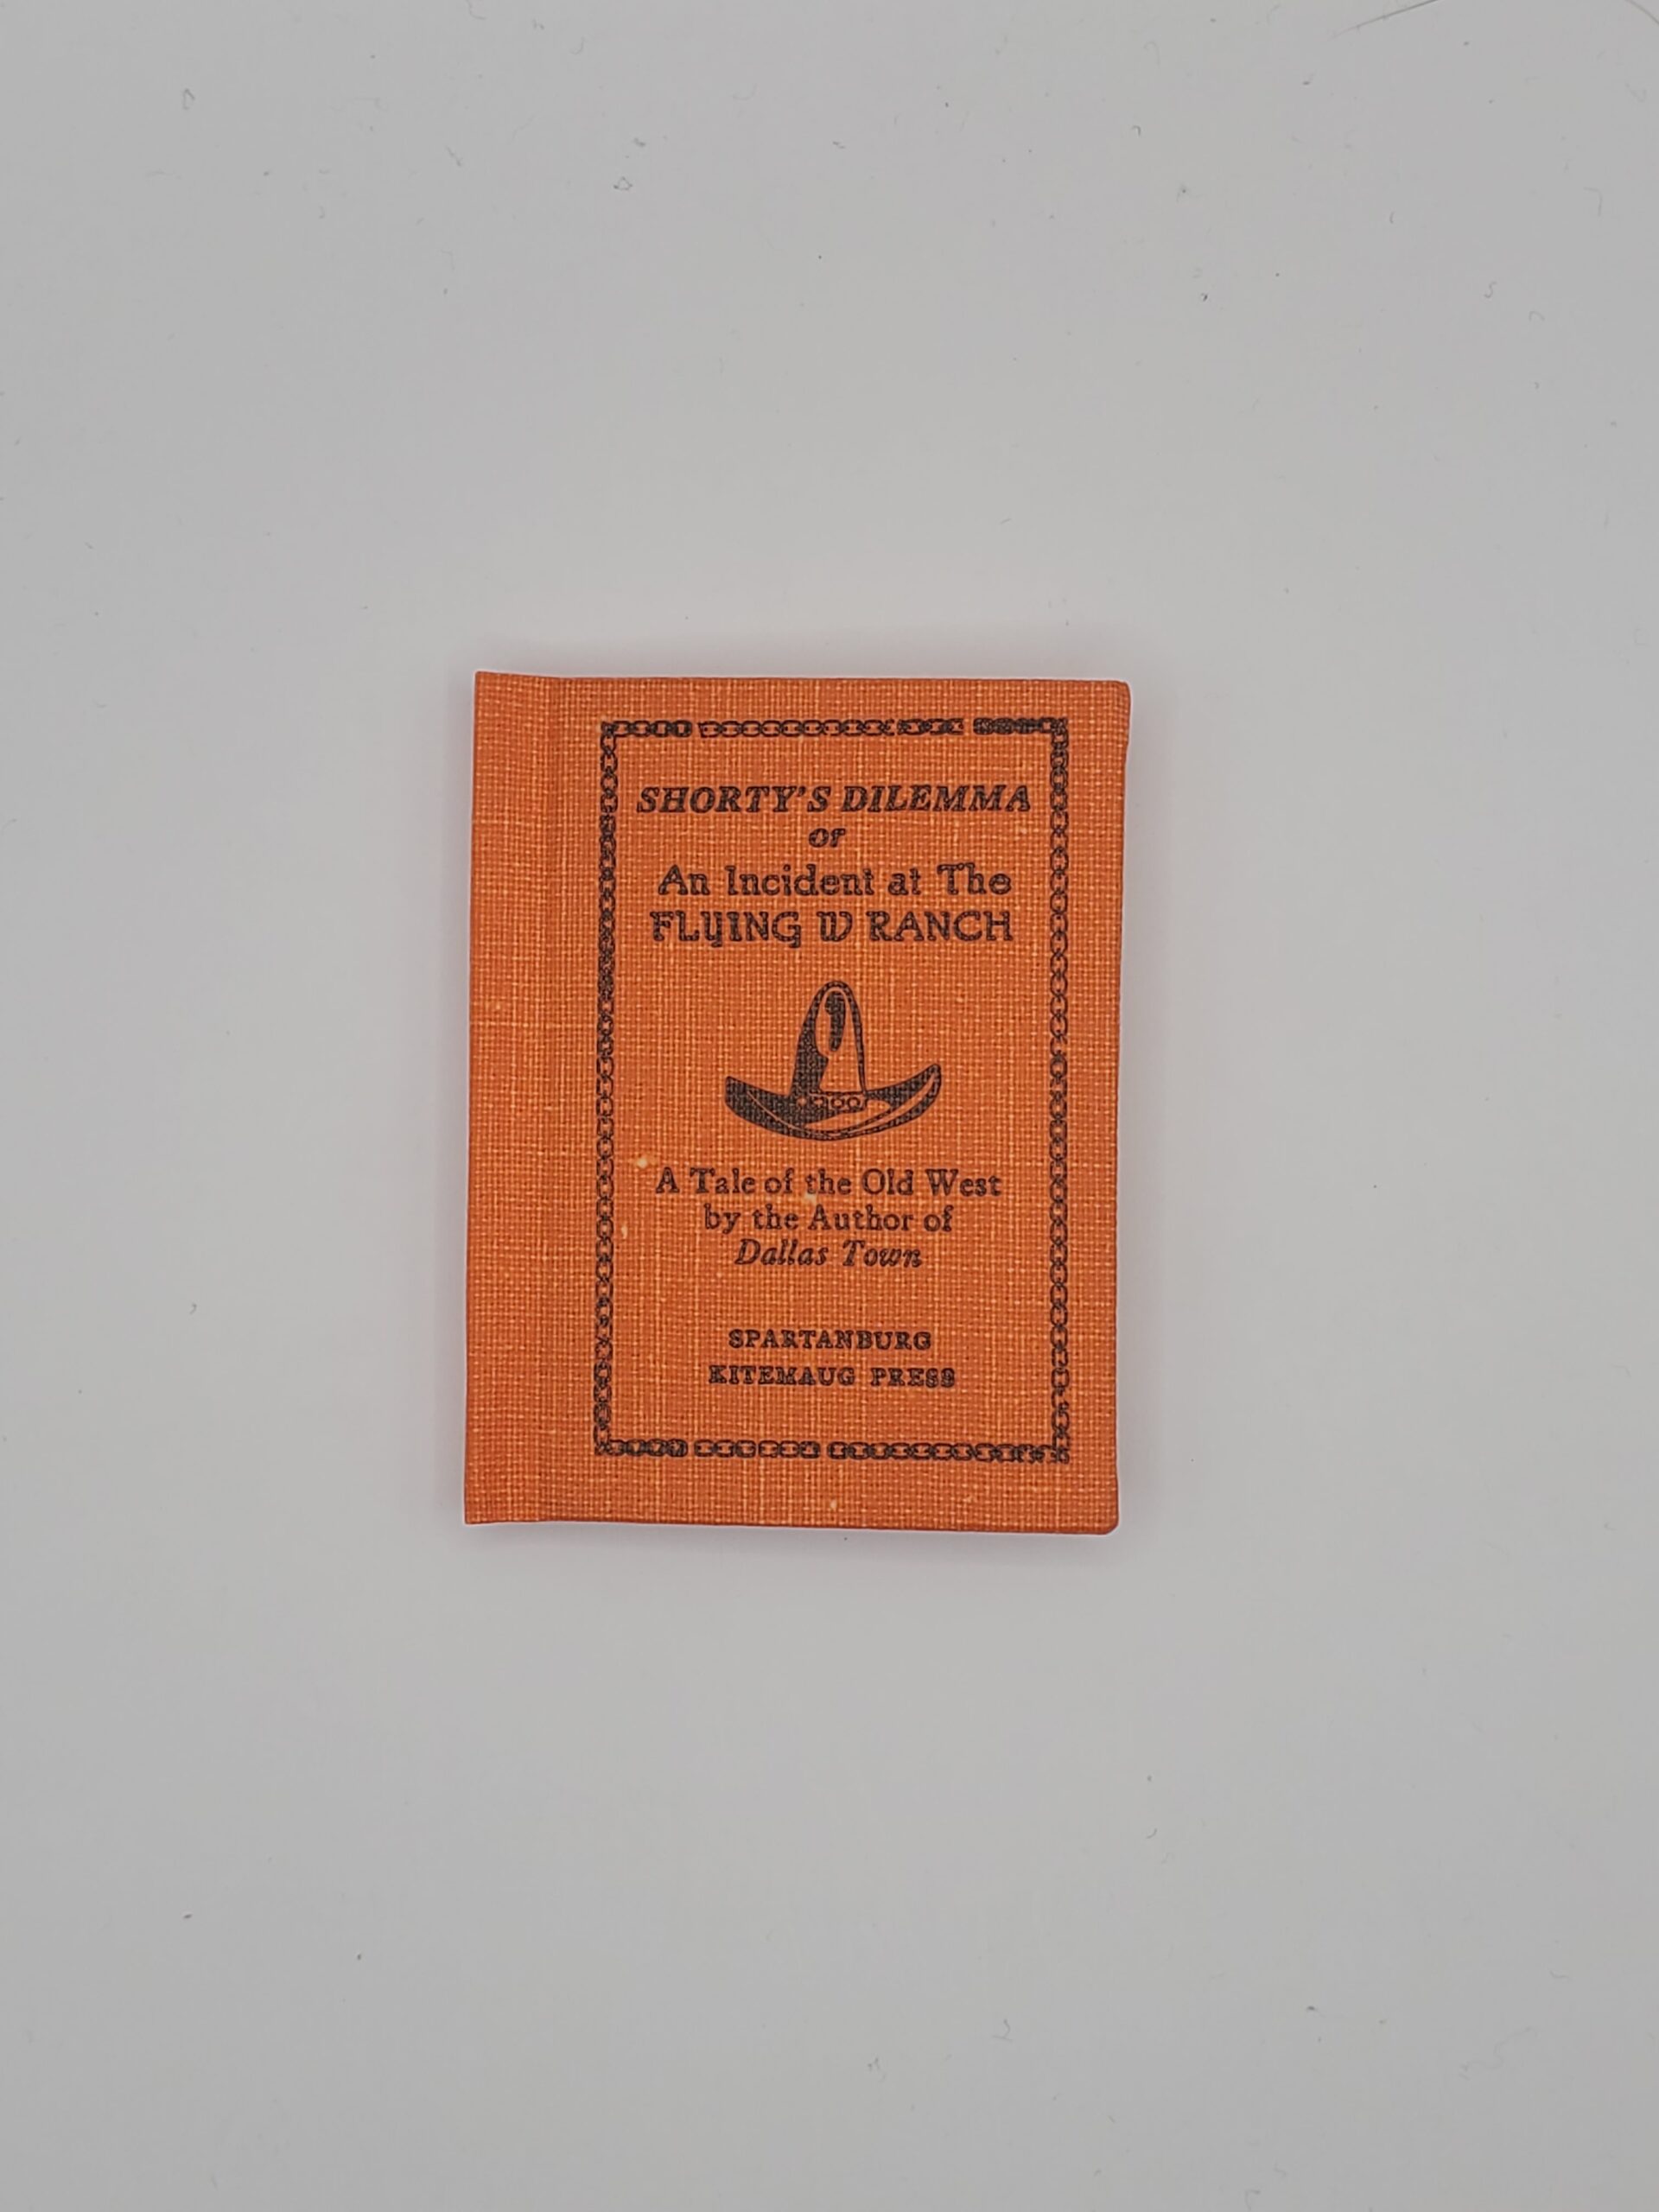 SHORTY'S DILEMMA
or
An Incident at The
FLYING W RANCH
A Tale of the Old West
by the Author of
Dallas Town
SPARTANBURG
KITEMAUG PRESS